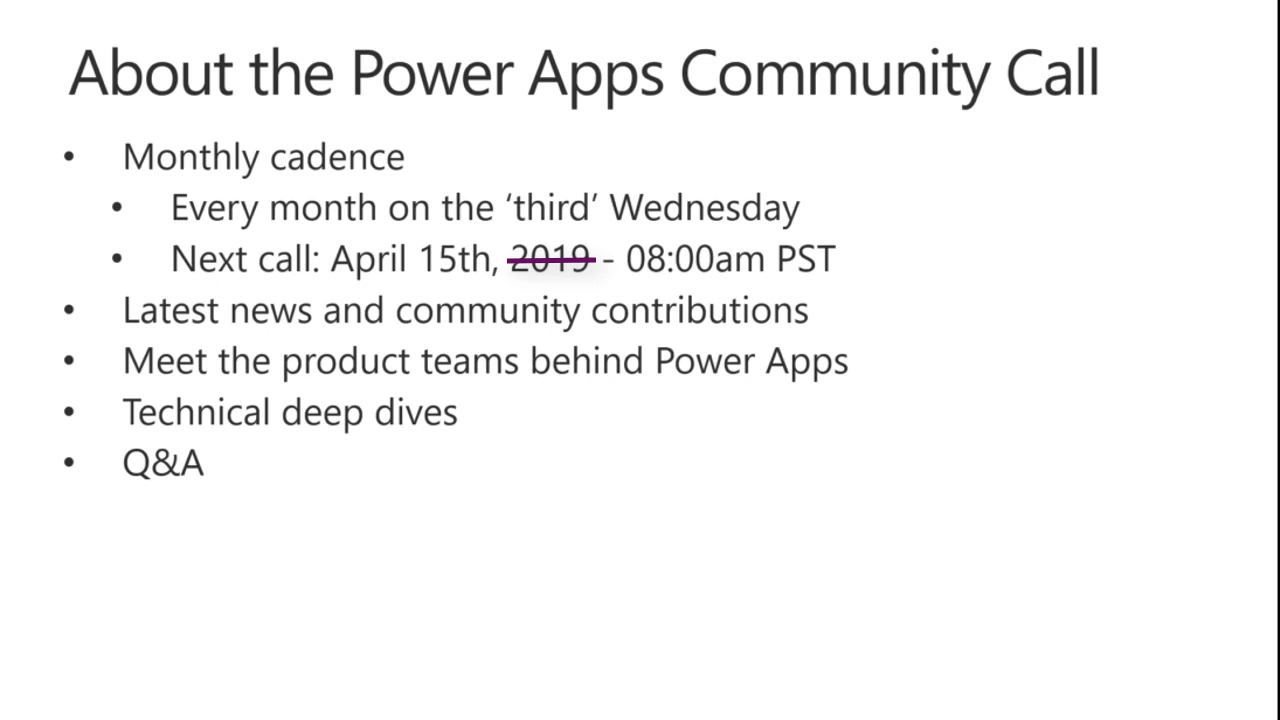 About the Power Apps Community Call
• Monthly cadence
• Every month on the ‘third’ Wednesday
• Next call: April 15th, 2019 - 08:00am PST
• Latest news and community contributions
• Meet the product teams behind Power Apps
• Technical deep dives
• Q&A